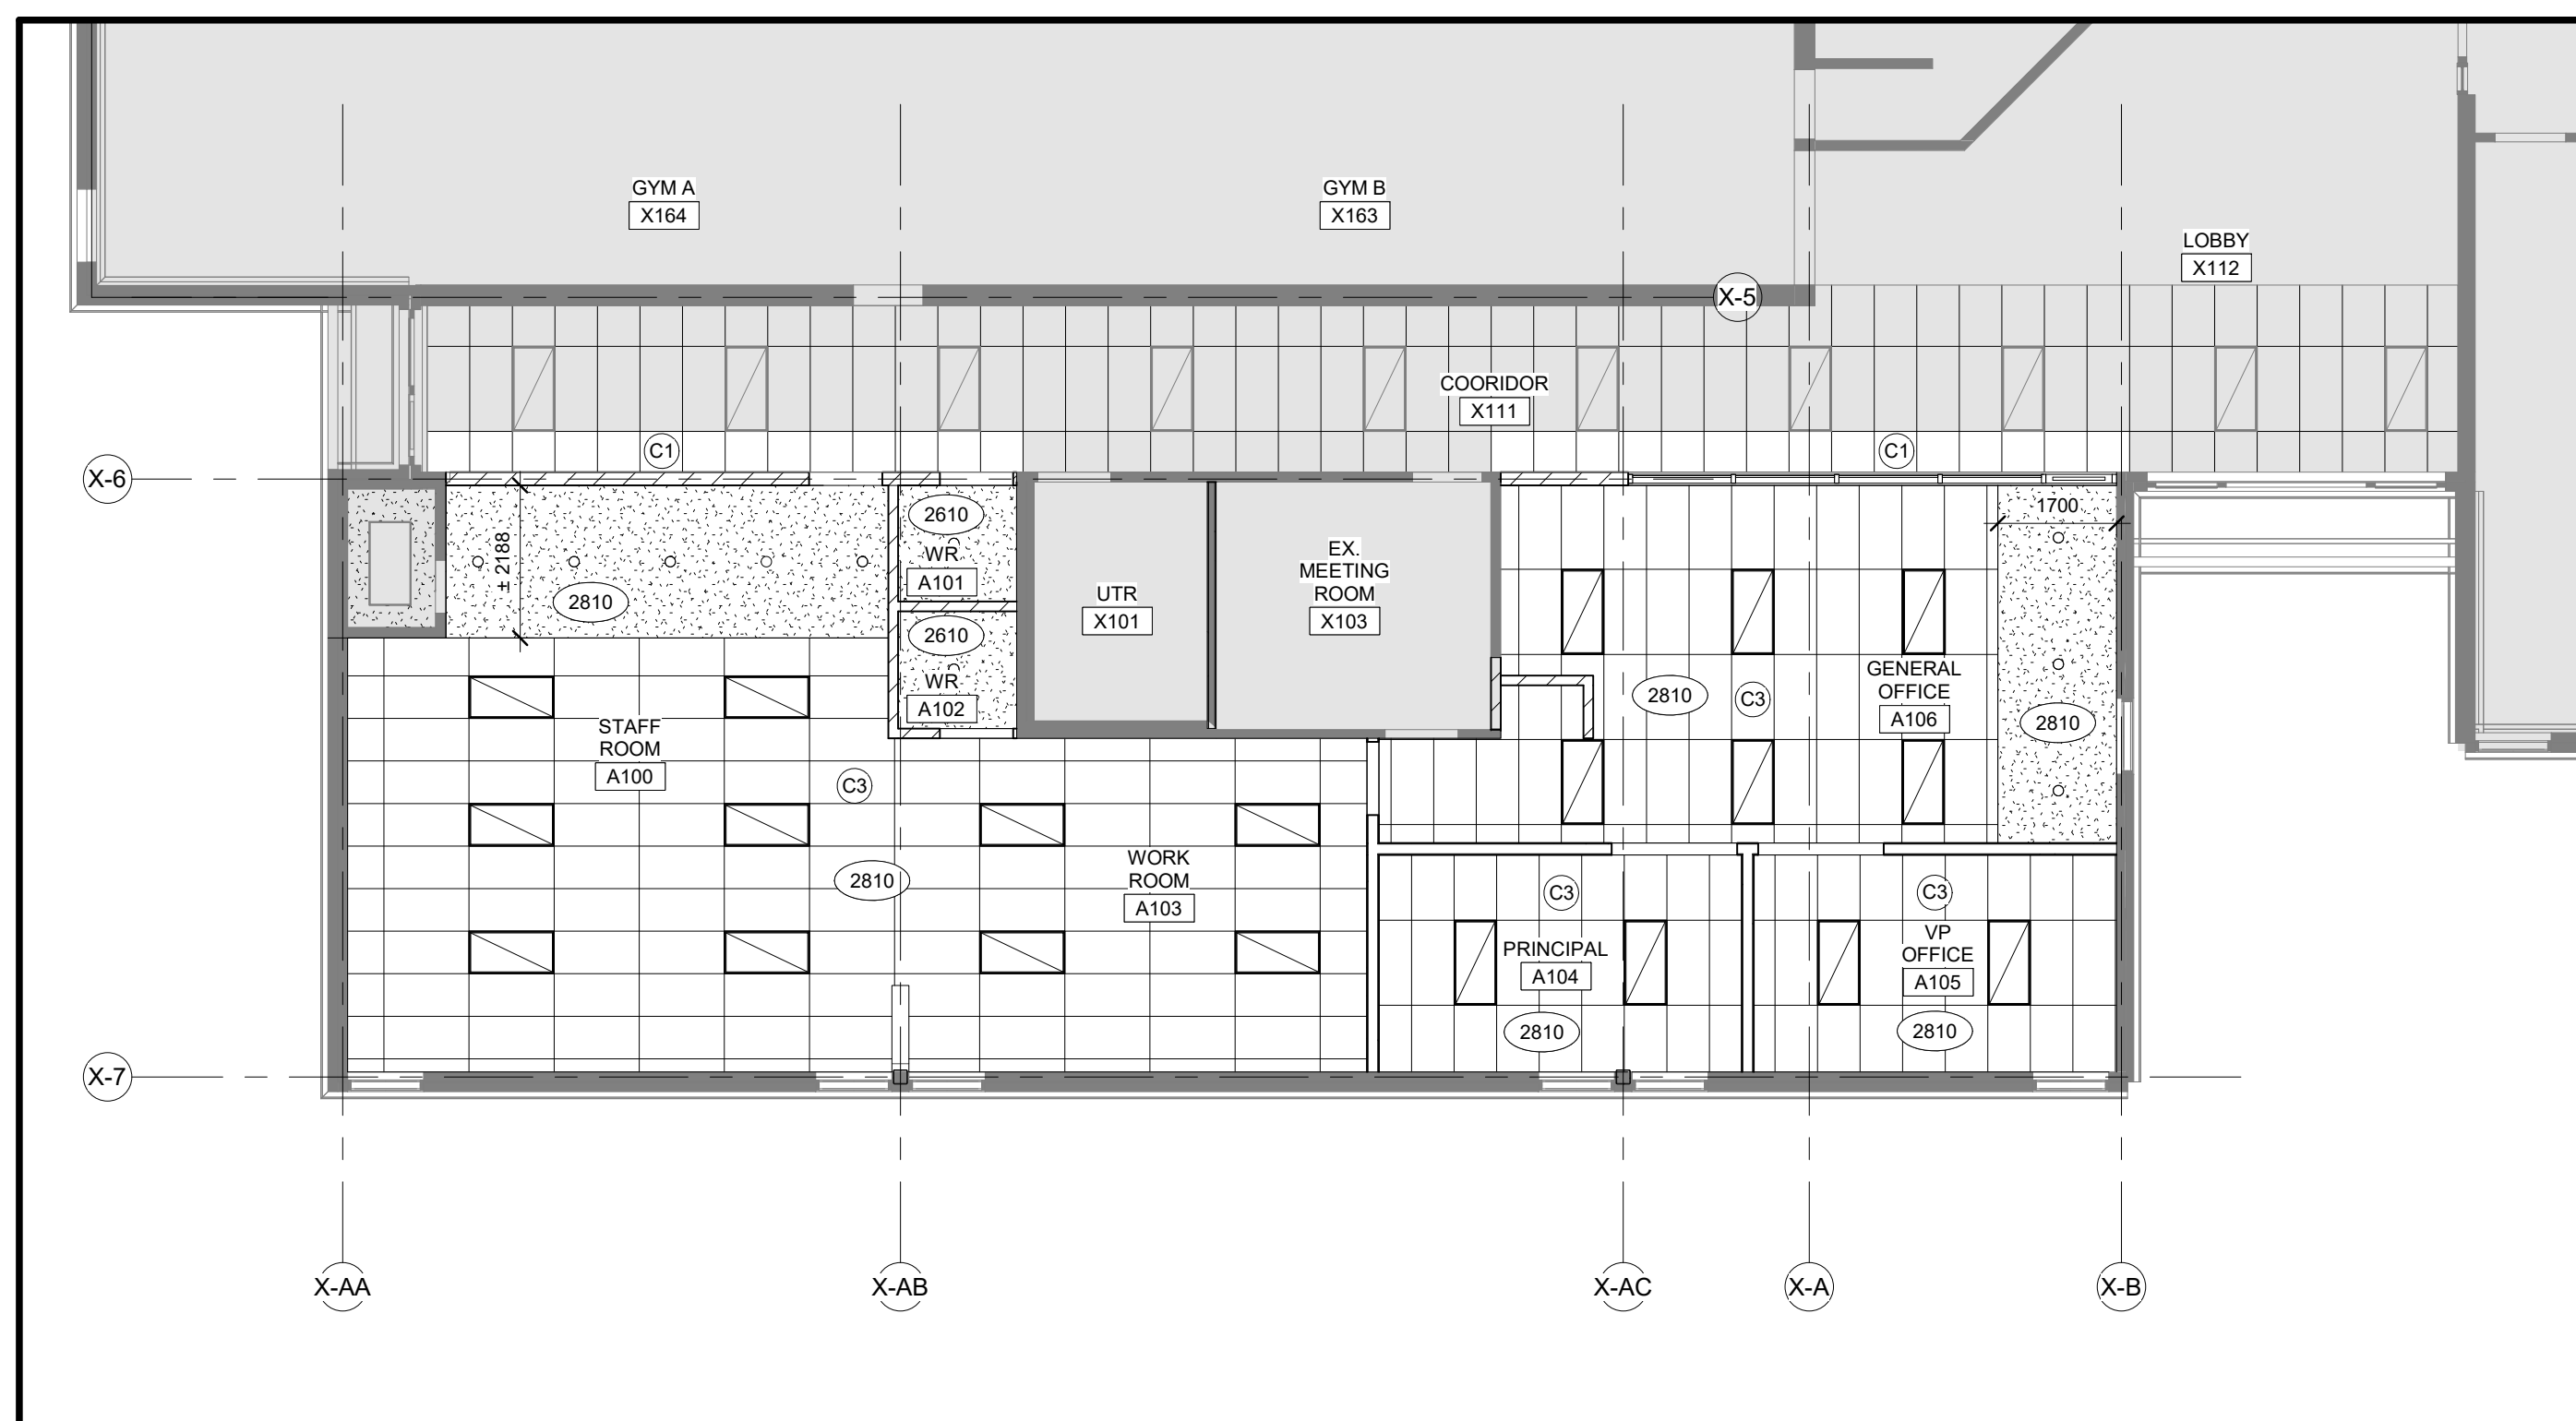 GYM A
X164
GYM B
X163
LOBBY
X112
X-5
COORIDOR
X111
C1
C1
X-6
± 2188
2810
2610
WR
A101
2610
WR
A102
UTR
X101
EX.
MEETING
ROOM
X103
1700
2810
C3
GENERAL
OFFICE
A106
2810
STAFF
ROOM
A100
C3
2810
WORK
ROOM
A103
C3
PRINCIPAL
A104
2810
C3
VP
OFFICE
A105
2810
X-7
X-AA
X-AB
X-AC
X-A
X-B